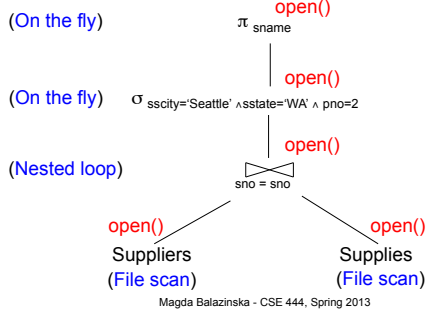 open()
(On the fly) π sname
open()
(On the fly) σ sscity=‘Seattle’ ∧sstate=‘WA’ ∧ pno=2
open()
(Nested loop)
sno = sno
open() open()
Suppliers Supplies
(File scan) (File scan)
Magda Balazinska - CSE 444, Spring 2013